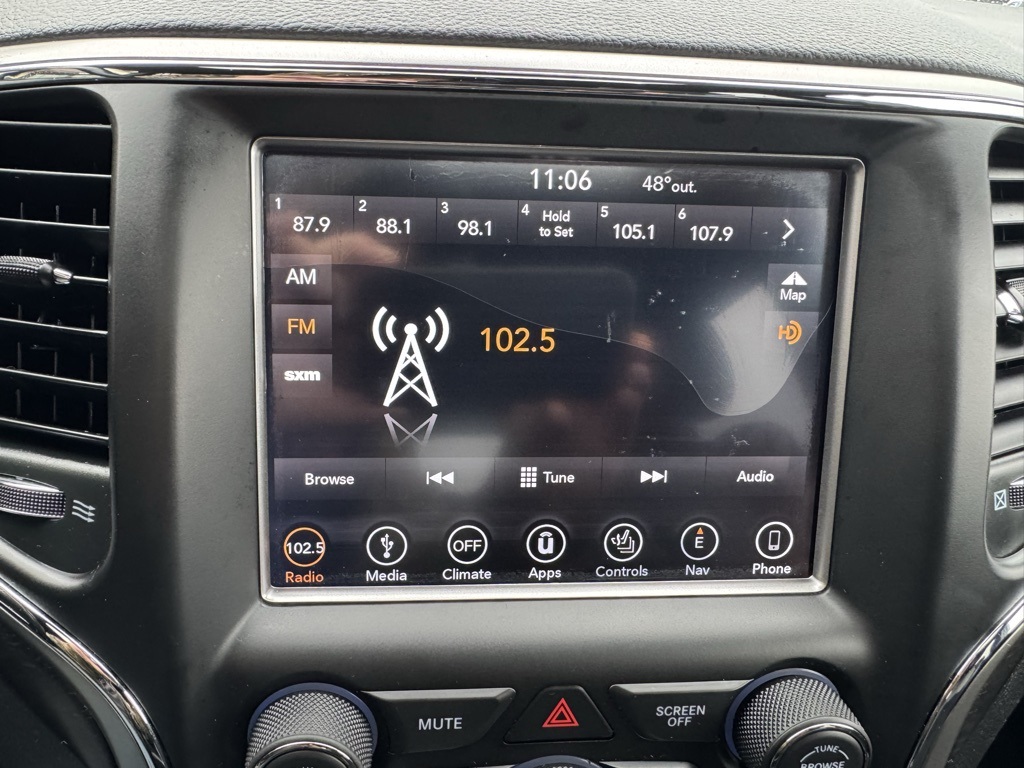 11:06 48°out.
1 87.9 2 88.1 3 98.1 4 Hold to Set 5 105.1 6 107.9
AM
Map
FM
102.5
HD
sxm
Browse Tune Audio
102.5 OFF u E
Radio Media Climate Apps Controls Nav Phone
MUTE SCREEN
OFF
TUNE
BROWSE